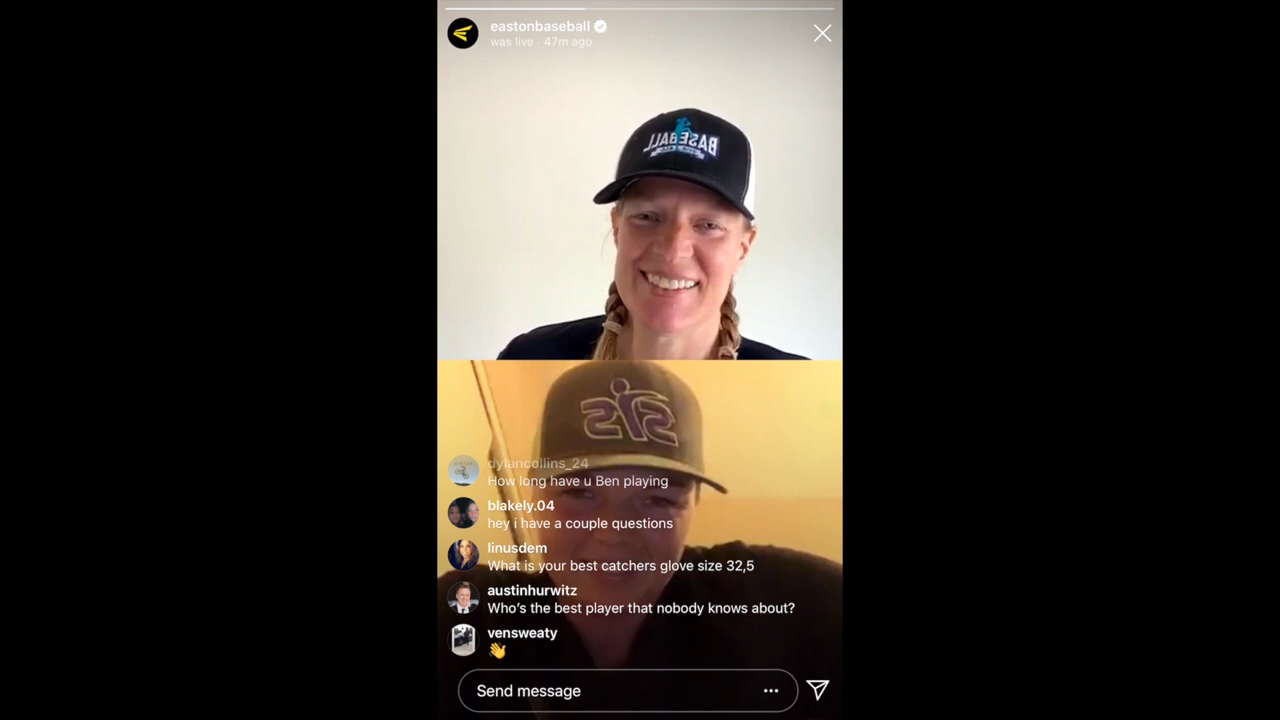 eastonbaseball
was live · 47m ago
BASEBALL
SIS
dylancollins_24
How long have u Ben playing
blakely.04
hey i have a couple questions
linusdem
What is your best catchers glove size 32,5
austinhurwitz
Who's the best player that nobody knows about?
vensweaty
👋
Send message